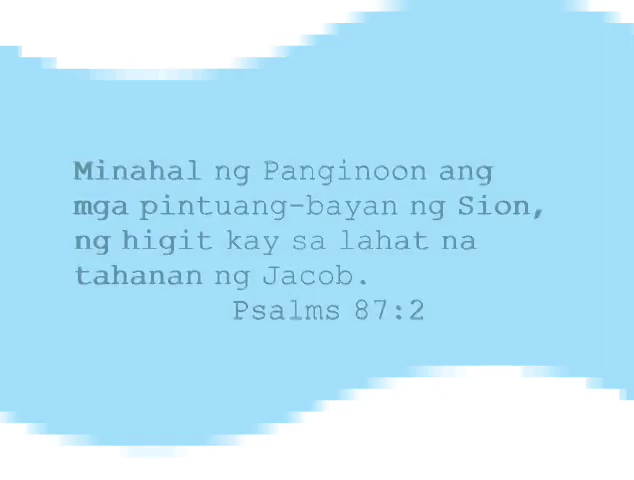 Minahal ng Panginoon ang
mga pintuang-bayan ng Sion,
ng higit kay sa lahat na
tahanan ng Jacob.
Psalms 87:2